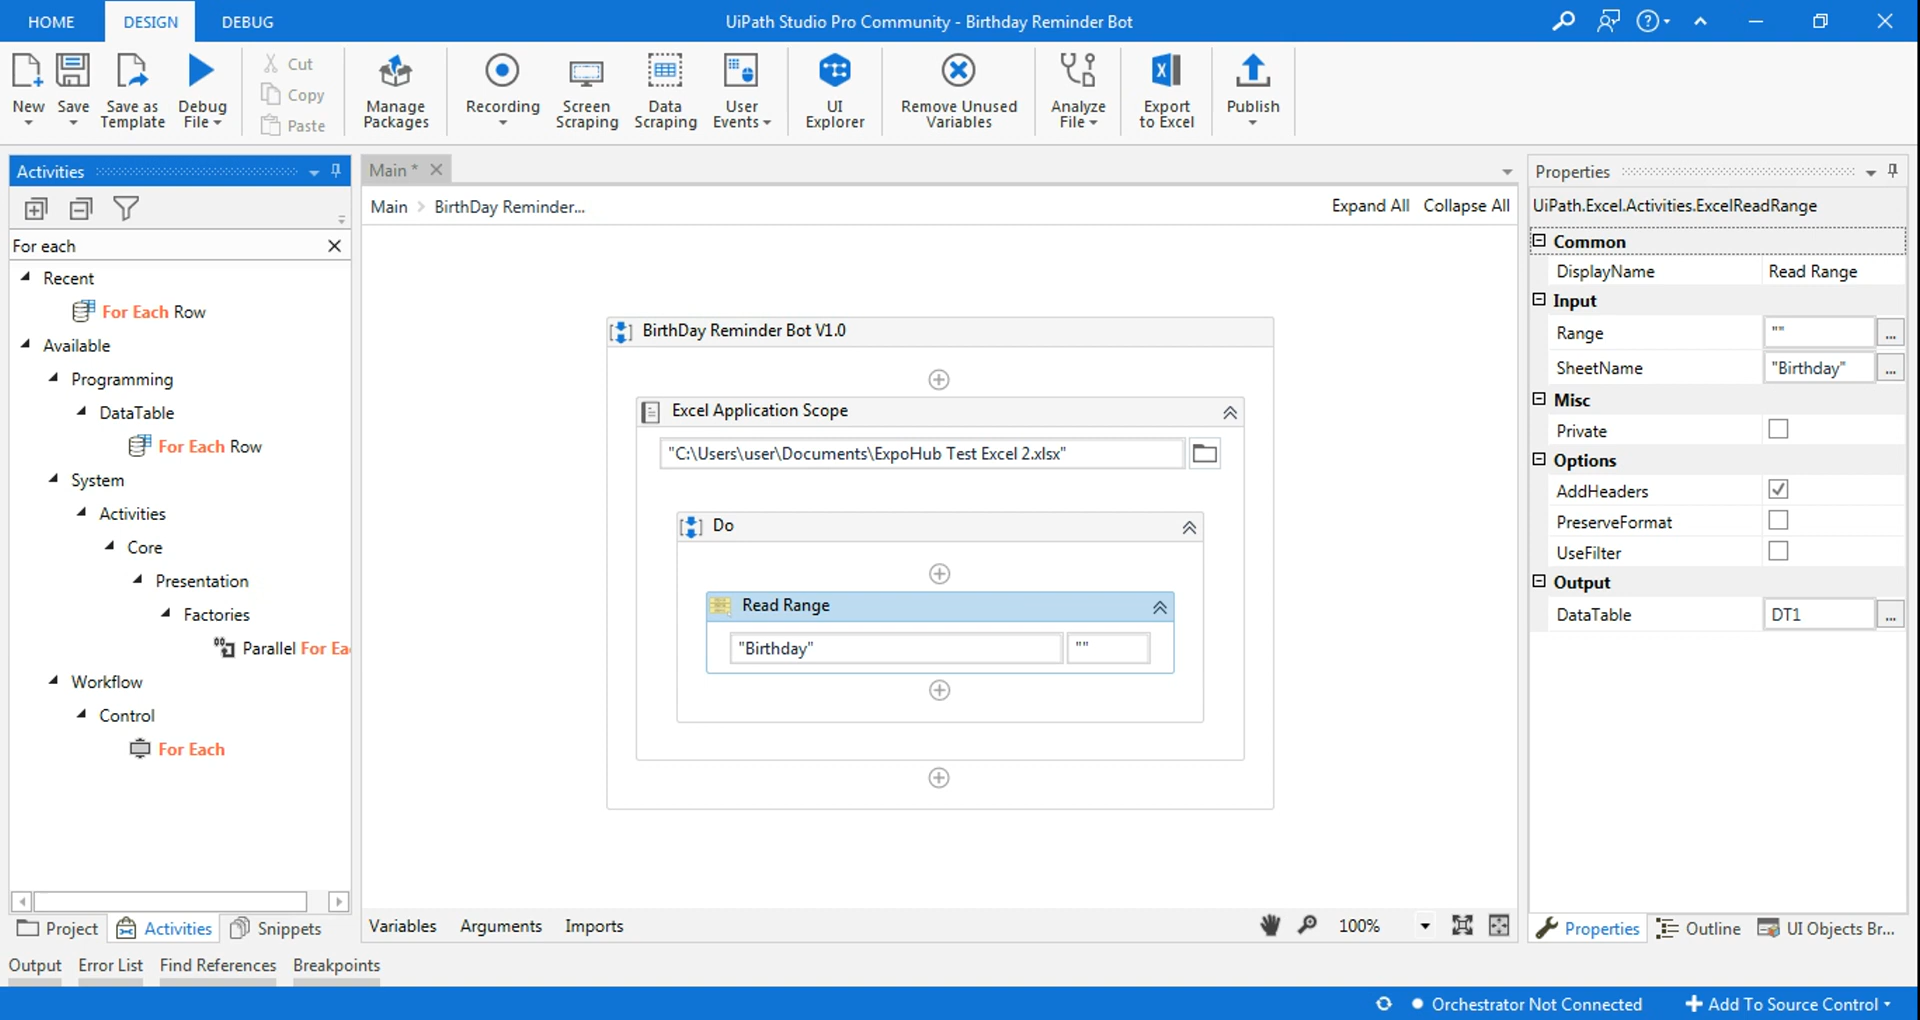 HOME DESIGN DEBUG
UiPath Studio Pro Community - Birthday Reminder Bot
New
Save
Save as Template
Debug File
Cut
Copy
Paste
Manage Packages
Recording
Screen Scraping
Data Scraping
User Events
UI Explorer
Remove Unused Variables
Analyze File
Export to Excel
Publish
Activities
For each
Recent
For Each Row
Available
Programming
DataTable
For Each Row
System
Activities
Core
Presentation
Factories
Parallel For Eac
Workflow
Control
For Each
Project Activities Snippets
Main *
Main > BirthDay Reminder...
Expand All Collapse All
BirthDay Reminder Bot V1.0
Excel Application Scope
"C:\Users\user\Documents\ExpoHub Test Excel 2.xlsx"
Do
Read Range
"Birthday" ""
Variables Arguments Imports
100%
Properties
UiPath.Excel.Activities.ExcelReadRange
Common
DisplayName Read Range
Input
Range "" ...
SheetName "Birthday" ...
Misc
Private
Options
AddHeaders
PreserveFormat
UseFilter
Output
DataTable DT1 ...
Properties Outline UI Objects Br...
Output Error List Find References Breakpoints
Orchestrator Not Connected
Add To Source Control